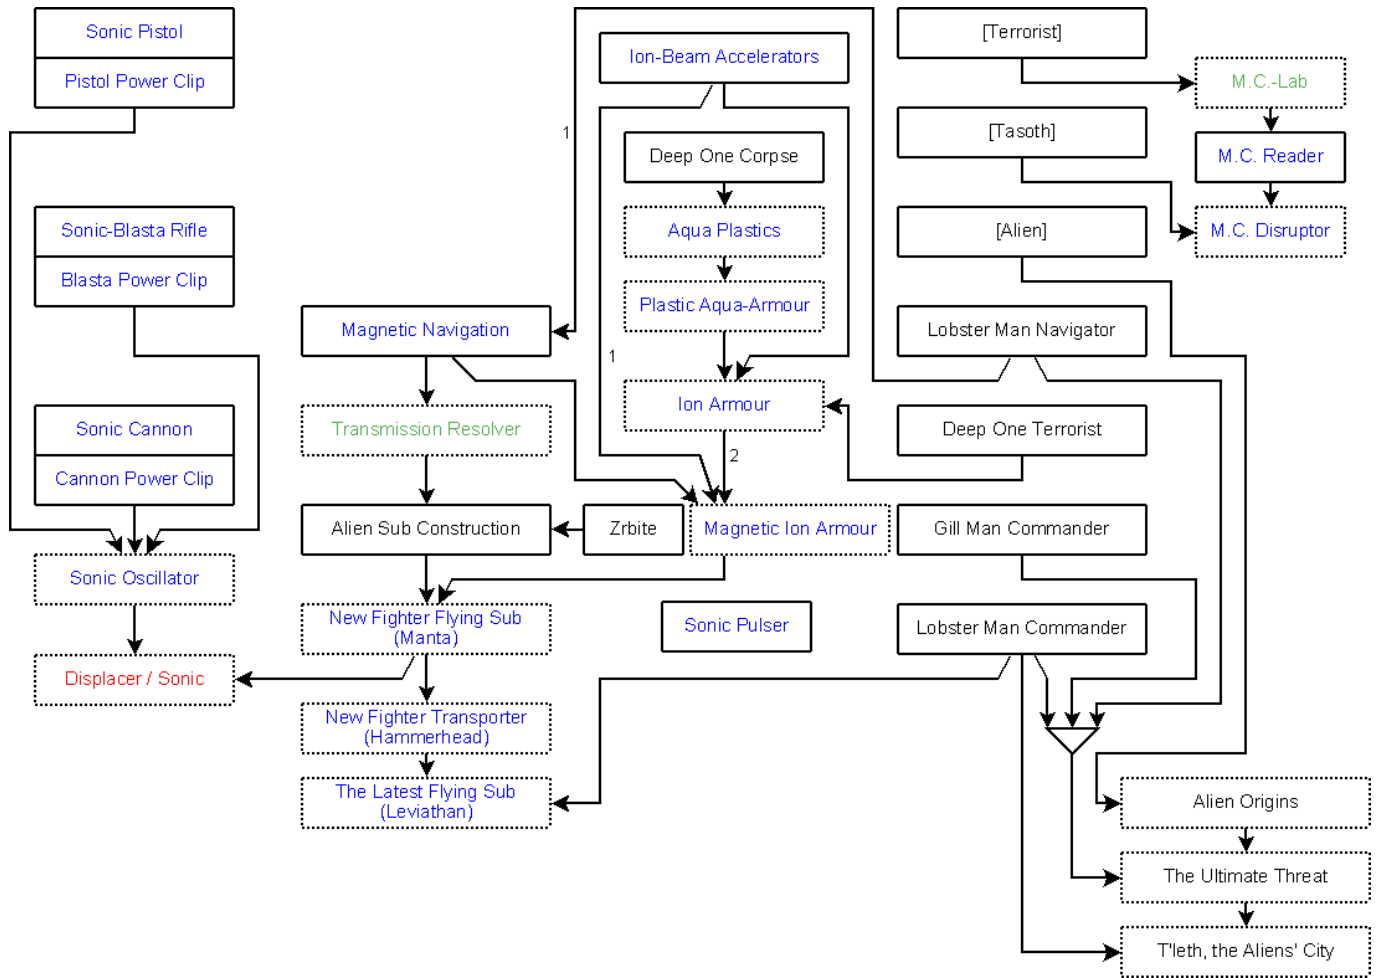 Sonic Pistol
Pistol Power Clip
Sonic-Blasta Rifle
Blasta Power Clip
Sonic Cannon
Cannon Power Clip
Sonic Oscillator
Displacer / Sonic
Magnetic Navigation
Transmission Resolver
Alien Sub Construction
Zrbite
New Fighter Flying Sub
(Manta)
New Fighter Transporter
(Hammerhead)
The Latest Flying Sub
(Leviathan)
1
Ion-Beam Accelerators
Deep One Corpse
Aqua Plastics
Plastic Aqua-Armour
1
Ion Armour
2
Magnetic Ion Armour
Sonic Pulser
[Terrorist]
[Tasoth]
[Alien]
Lobster Man Navigator
Deep One Terrorist
Gill Man Commander
Lobster Man Commander
M.C.-Lab
M.C. Reader
M.C. Disruptor
Alien Origins
The Ultimate Threat
T'leth, the Aliens' City